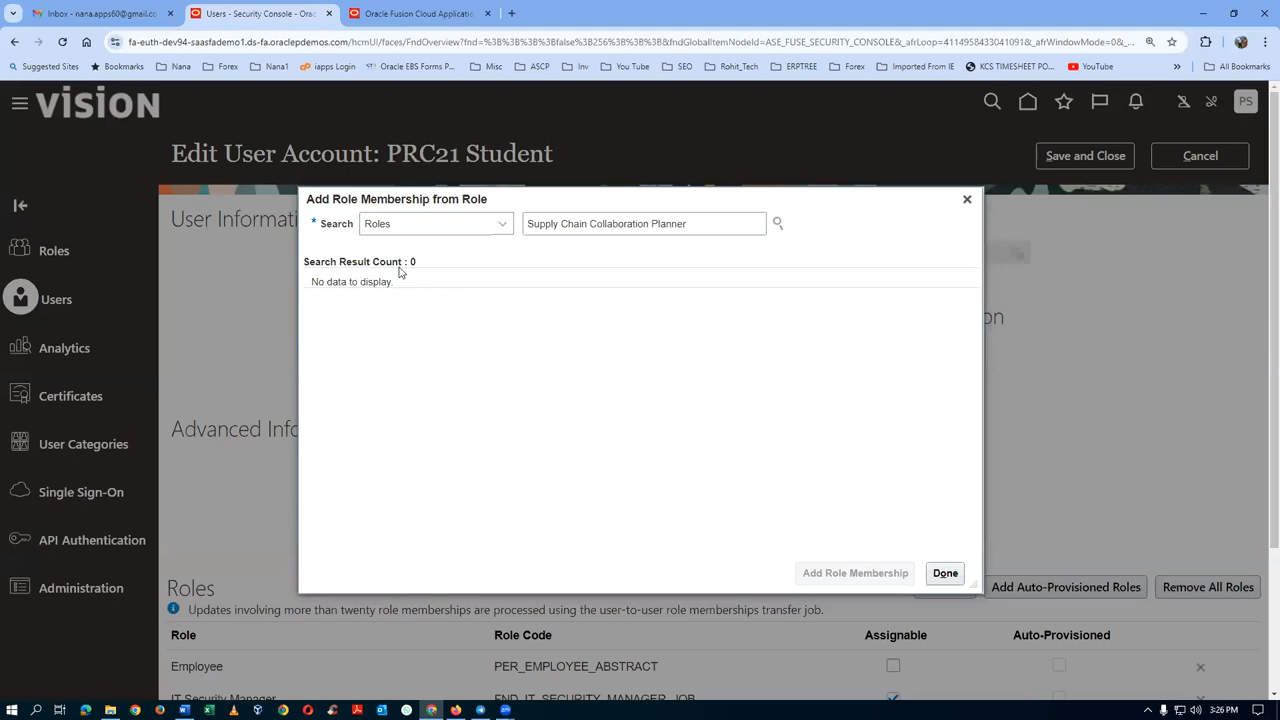 Inbox - nana.apps60@gmail.co
Users - Security Console - Orac
Oracle Fusion Cloud Application
fa-euth-dev94-saasfademo1.ds-fa.oraclepdemos.com/hcmUI/faces/FndOverview?fnd=%3B%3B%3B%3Bfalse%3B256%3B%3B%3B&fndGlobalItemNodeId=ASE_FUSE_SECURITY_CONSOLE&_afrLoop=4114958433041091&_afrWindowMode=0&_...
Suggested Sites
Bookmarks
Nana
Forex
Nana1
iapps Login
Oracle EBS Forms P...
Misc
ASCP
Inv
You Tube
SEO
Rohit_Tech
ERPTREE
Forex
Imported From IE
KCS TIMESHEET PO...
YouTube
»
All Bookmarks
vision
PS
Edit User Account: PRC21 Student
Save and Close
Cancel
Add Role Membership from Role
* Search
Roles
Supply Chain Collaboration Planner
Search Result Count : 0
No data to display.
Add Role Membership
Done
User Informati
on
Advanced Info
Roles
Users
Analytics
Certificates
User Categories
Single Sign-On
API Authentication
Administration
Roles
Add Auto-Provisioned Roles
Remove All Roles
Updates involving more than twenty role memberships are processed using the user-to-user role memberships transfer job.
Role
Role Code
Assignable
Auto-Provisioned
Employee
PER_EMPLOYEE_ABSTRACT
IT Security Manager
FND_IT_SECURITY_MANAGER_JOB
3:26 PM